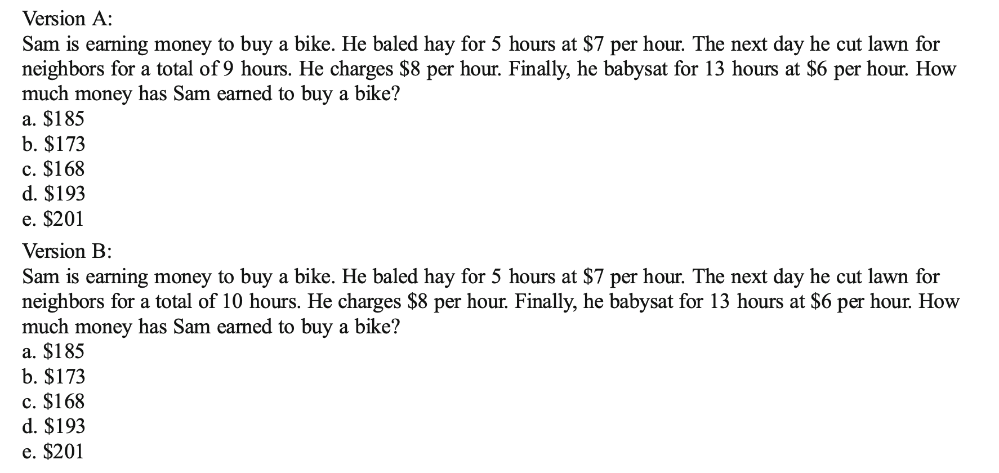 Version A:
Sam is earning money to buy a bike. He baled hay for 5 hours at $7 per hour. The next day he cut lawn for
neighbors for a total of 9 hours. He charges $8 per hour. Finally, he babysat for 13 hours at $6 per hour. How
much money has Sam earned to buy a bike?
a. $185
b. $173
c. $168
d. $193
e. $201
Version B:
Sam is earning money to buy a bike. He baled hay for 5 hours at $7 per hour. The next day he cut lawn for
neighbors for a total of 10 hours. He charges $8 per hour. Finally, he babysat for 13 hours at $6 per hour. How
much money has Sam earned to buy a bike?
a. $185
b. $173
c. $168
d. $193
e. $201